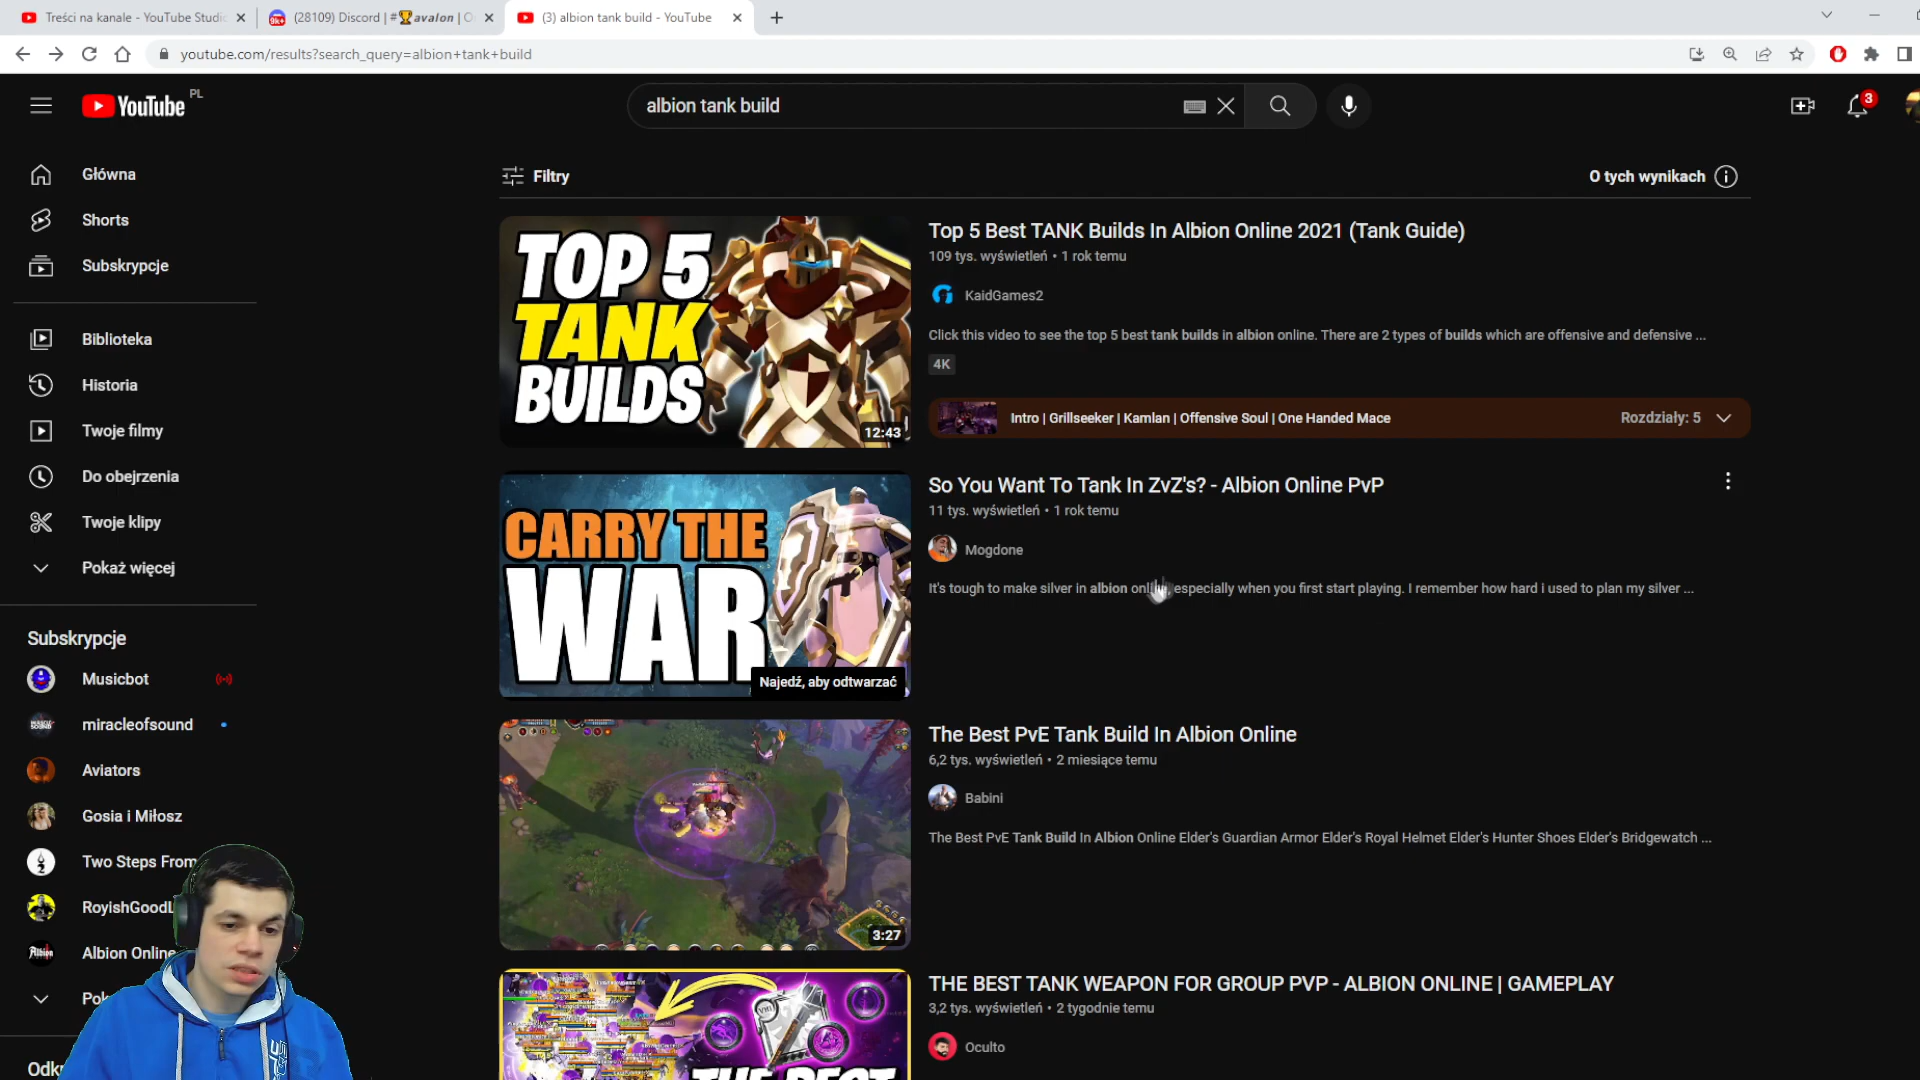 Treści na kanale - YouTube Studio
(28109) Discord | #🏆avalon | O
(3) albion tank build - YouTube
youtube.com/results?search_query=albion+tank+build
YouTube PL
albion tank build
3
Główna
Shorts
Subskrypcje
Biblioteka
Historia
Twoje filmy
Do obejrzenia
Twoje klipy
Pokaż więcej
Subskrypcje
Musicbot
miracleofsound
Aviators
Gosia i Miłosz
Two Steps From
RoyishGoodL
Albion Online
Pok
Odkr
Filtry
O tych wynikach
TOP 5
TANK
BUILDS
12:43
Top 5 Best TANK Builds In Albion Online 2021 (Tank Guide)
109 tys. wyświetleń • 1 rok temu
KaidGames2
Click this video to see the top 5 best tank builds in albion online. There are 2 types of builds which are offensive and defensive ...
4K
Intro | Grillseeker | Kamlan | Offensive Soul | One Handed Mace
Rozdziały: 5
CARRY THE
WAR
Najedź, aby odtwarzać
So You Want To Tank In ZvZ's? - Albion Online PvP
11 tys. wyświetleń • 1 rok temu
Mogdone
It's tough to make silver in albion online, especially when you first start playing. I remember how hard i used to plan my silver ...
3:27
The Best PvE Tank Build In Albion Online
6,2 tys. wyświetleń • 2 miesiące temu
Babini
The Best PvE Tank Build In Albion Online Elder's Guardian Armor Elder's Royal Helmet Elder's Hunter Shoes Elder's Bridgewatch ...
THE BEST
THE BEST TANK WEAPON FOR GROUP PVP - ALBION ONLINE | GAMEPLAY
3,2 tys. wyświetleń • 2 tygodnie temu
Oculto